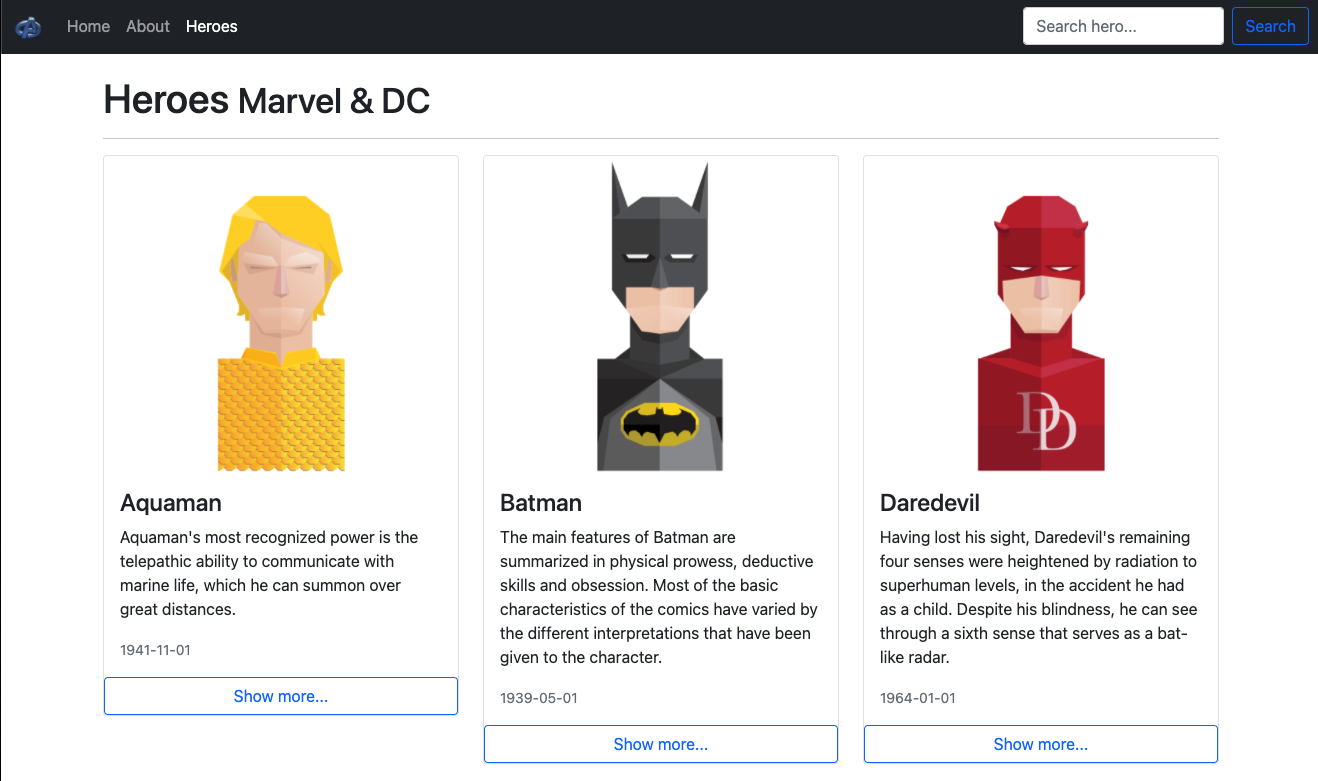 Home About Heroes Search hero... Search
Heroes Marvel & DC
DD
Aquaman
Aquaman's most recognized power is the
telepathic ability to communicate with
marine life, which he can summon over
great distances.
1941-11-01
Show more...
Batman
The main features of Batman are
summarized in physical prowess, deductive
skills and obsession. Most of the basic
characteristics of the comics have varied by
the different interpretations that have been
given to the character.
1939-05-01
Show more...
Daredevil
Having lost his sight, Daredevil's remaining
four senses were heightened by radiation to
superhuman levels, in the accident he had
as a child. Despite his blindness, he can see
through a sixth sense that serves as a bat-
like radar.
1964-01-01
Show more...